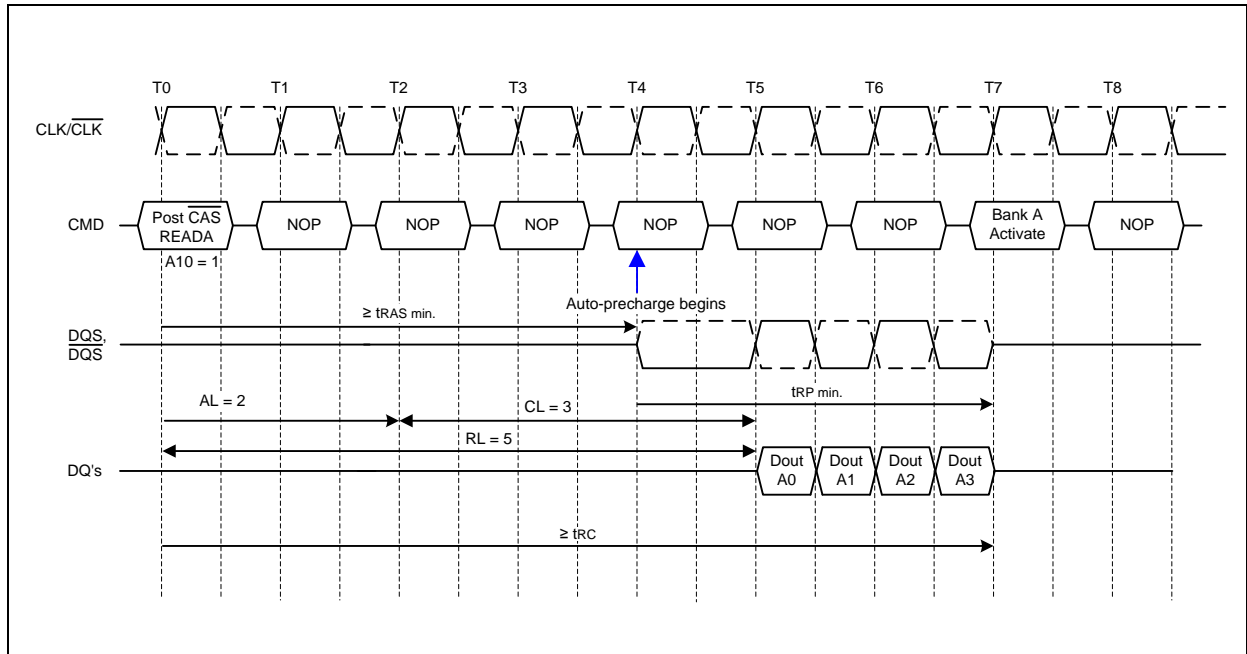 T0 T1 T2 T3 T4 T5 T6 T7 T8
CLK/CLK
CMD
Post CAS
READA
NOP
NOP
NOP
NOP
NOP
NOP
Bank A
Activate
NOP
A10 = 1
Auto-precharge begins
≥ tRAS min.
DQS,
DQS
tRP min.
AL = 2
CL = 3
RL = 5
DQ's
Dout
A0
Dout
A1
Dout
A2
Dout
A3
≥ tRC